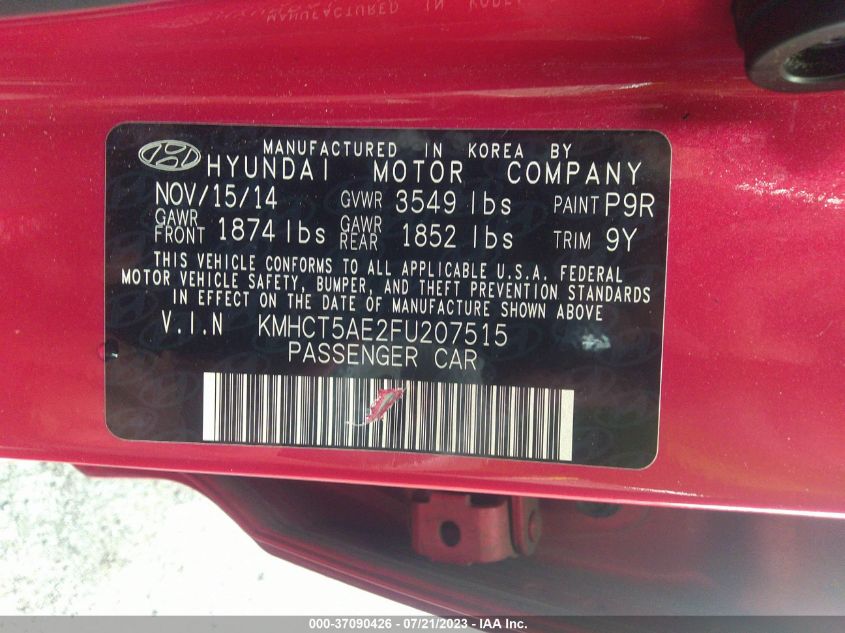 MANUFACTURED IN KOREA BY
HYUNDAI MOTOR COMPANY
NOV/15/14 GVWR 3549 lbs PAINT P9R
GAWR FRONT 1874 lbs GAWR REAR 1852 lbs TRIM 9Y
THIS VEHICLE CONFORMS TO ALL APPLICABLE U.S.A. FEDERAL
MOTOR VEHICLE SAFETY, BUMPER, AND THEFT PREVENTION STANDARDS
IN EFFECT ON THE DATE OF MANUFACTURE SHOWN ABOVE
V.I.N KMHCT5AE2FU207515
PASSENGER CAR
000-37090426 - 07/21/2023 - IAA Inc.